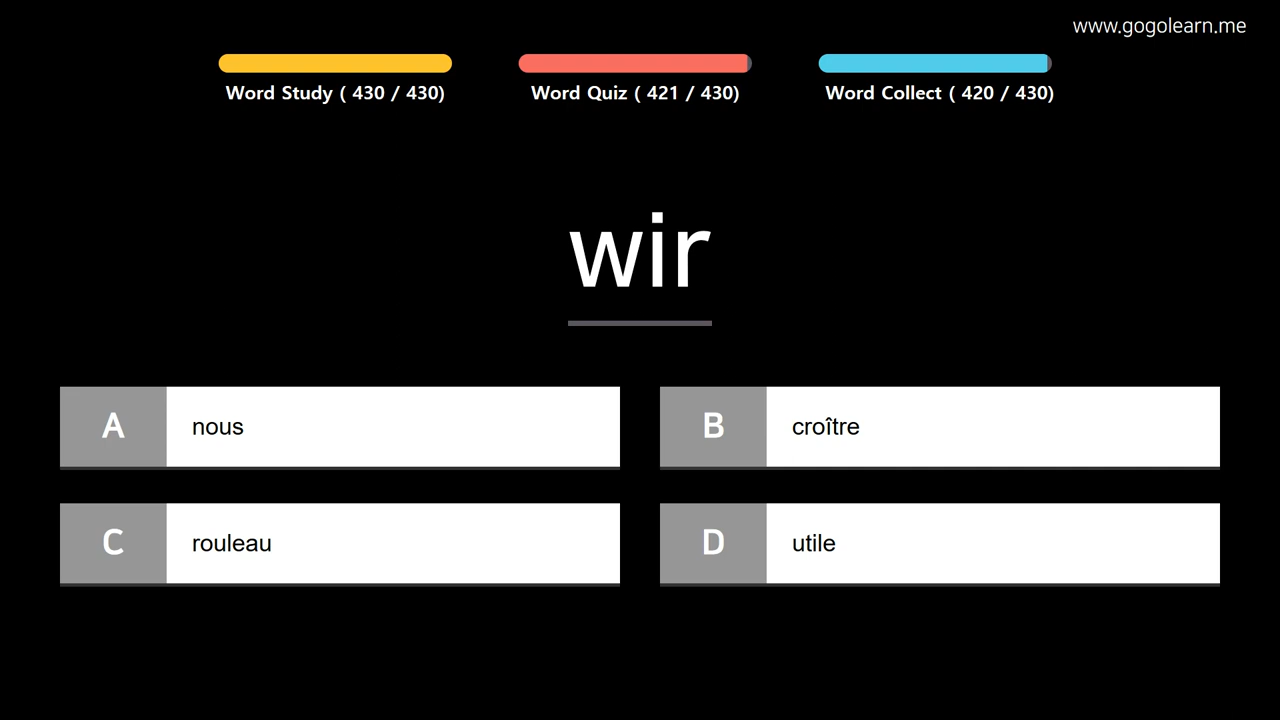 www.gogolearn.me
Word Study ( 430 / 430)
Word Quiz ( 421 / 430)
Word Collect ( 420 / 430)
wir
A nous
B croître
C rouleau
D utile